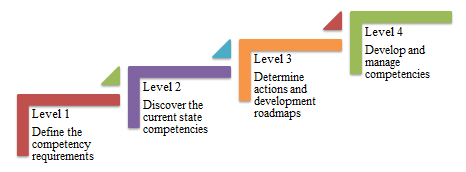 Level 1
Define the
competency
requirements
Level 2
Discover the
current state
competencies
Level 3
Determine
actions and
development
roadmaps
Level 4
Develop and
manage
competencies